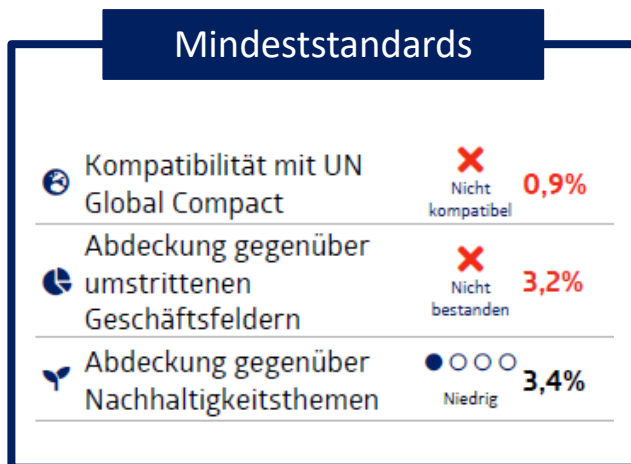 Mindeststandards
Kompatibilität mit UN
Global Compact
Nicht
kompatibel
0,9%
Abdeckung gegenüber
umstrittenen
Geschäftsfeldern
Nicht
bestanden
3,2%
Abdeckung gegenüber
Nachhaltigkeitsthemen
Niedrig
3,4%